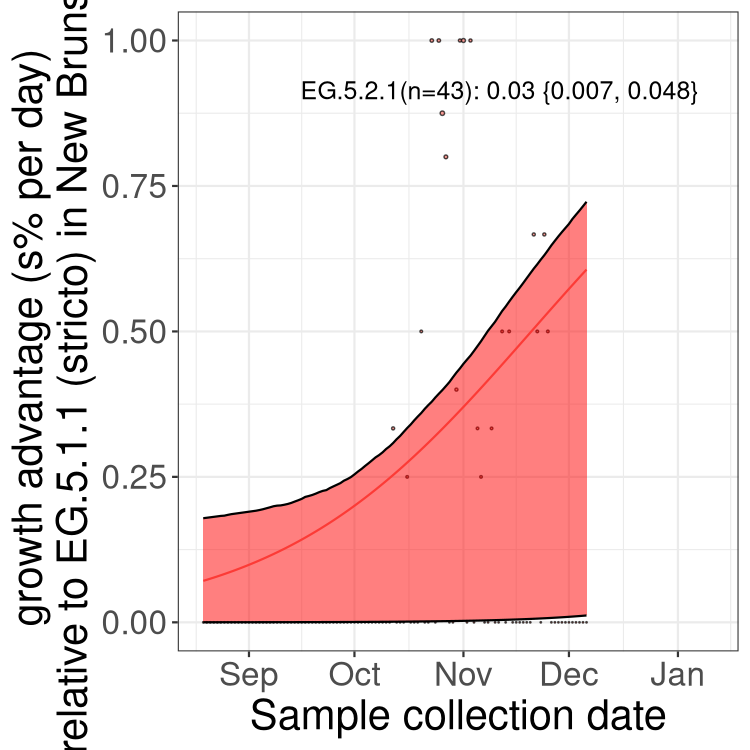 growth advantage (s% per day)
relative to EG.5.1.1 (stricto) in New Bruns
1.00
0.75
0.50
0.25
0.00
EG.5.2.1(n=43): 0.03 {0.007, 0.048}
Sep Oct Nov Dec Jan
Sample collection date